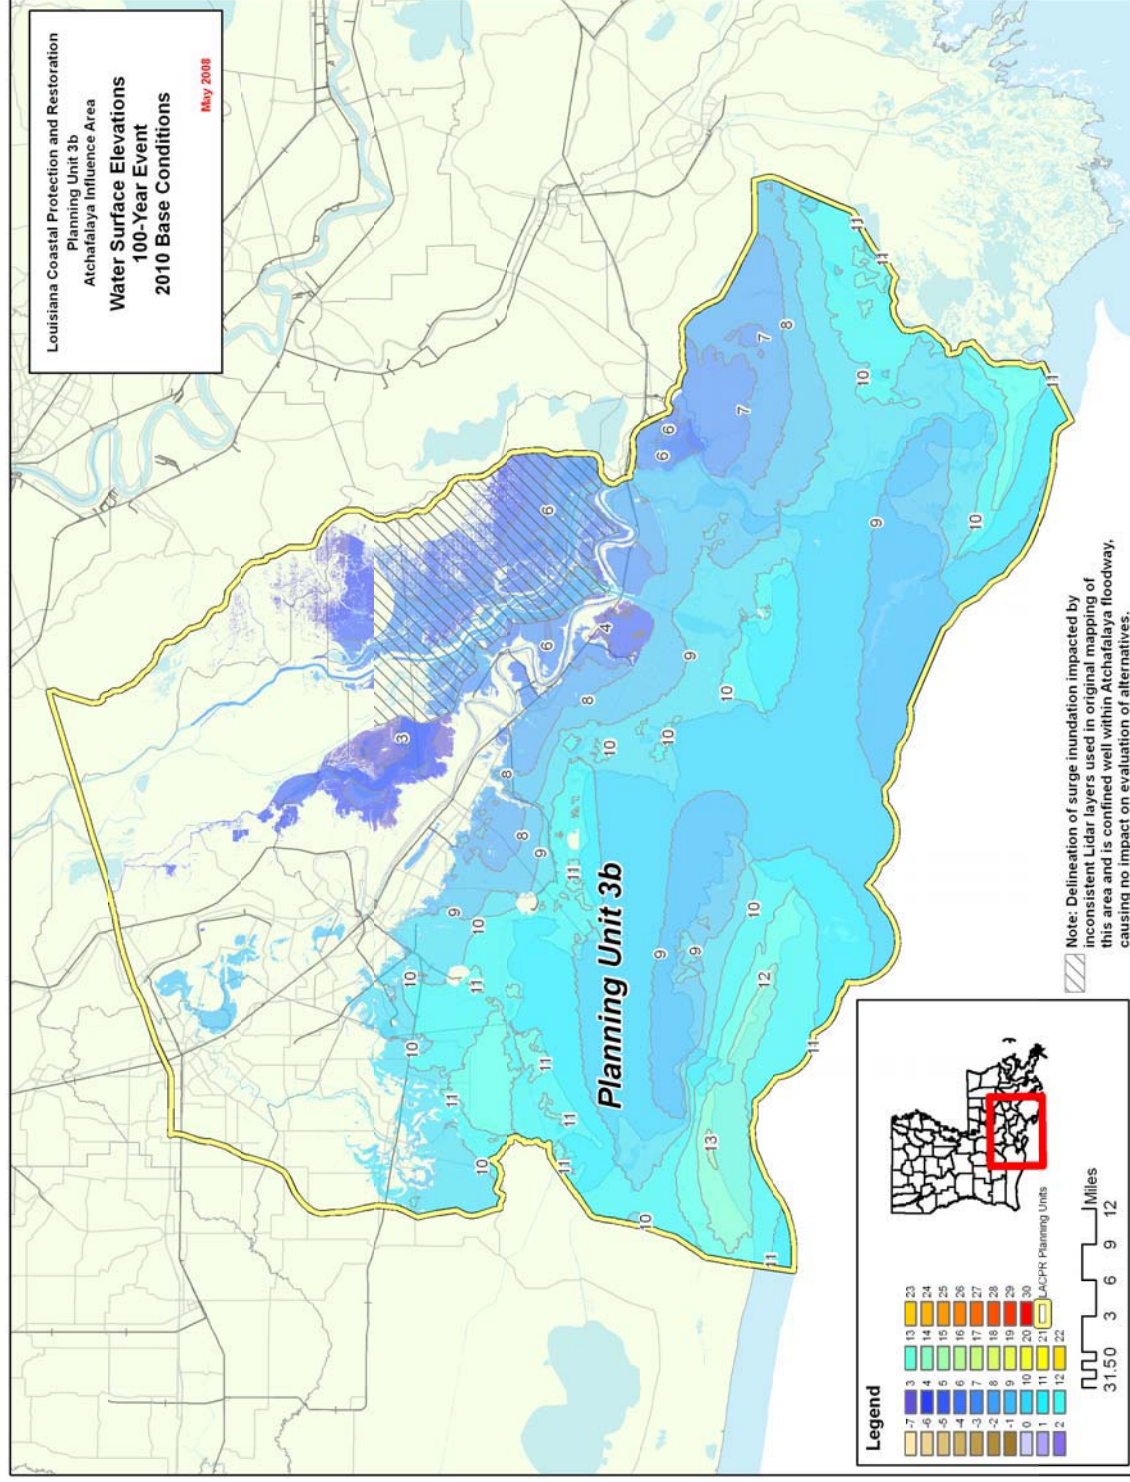 Louisiana Coastal Protection and Restoration
Planning Unit 3b
Atchafalaya Influence Area
Water Surface Elevations
100-Year Event
2010 Base Conditions
May 2008
3
6
6
4
6
6
7
7
8
8
8
8
9
10
11
11
10
11
10
9
9
10
10
10
9
8
9
10
11
10
10
11
11
11
11
10
11
10
11
13
12
10
9
9
11
Planning Unit 3b
Note: Delineation of surge inundation impacted by
inconsistent Lidar layers used in original mapping of
this area and is confined well within Atchafalaya floodway,
causing no impact on evaluation of alternatives.
Legend
-7 3 13 23
-6 4 14 24
-5 5 15 25
-4 6 16 26
-3 7 17 27
-2 8 18 28
-1 9 19 29
0 10 20 30
1 11 21 LACPR Planning Units
2 12 22
3 1.5 0 3 6 9 12 Miles